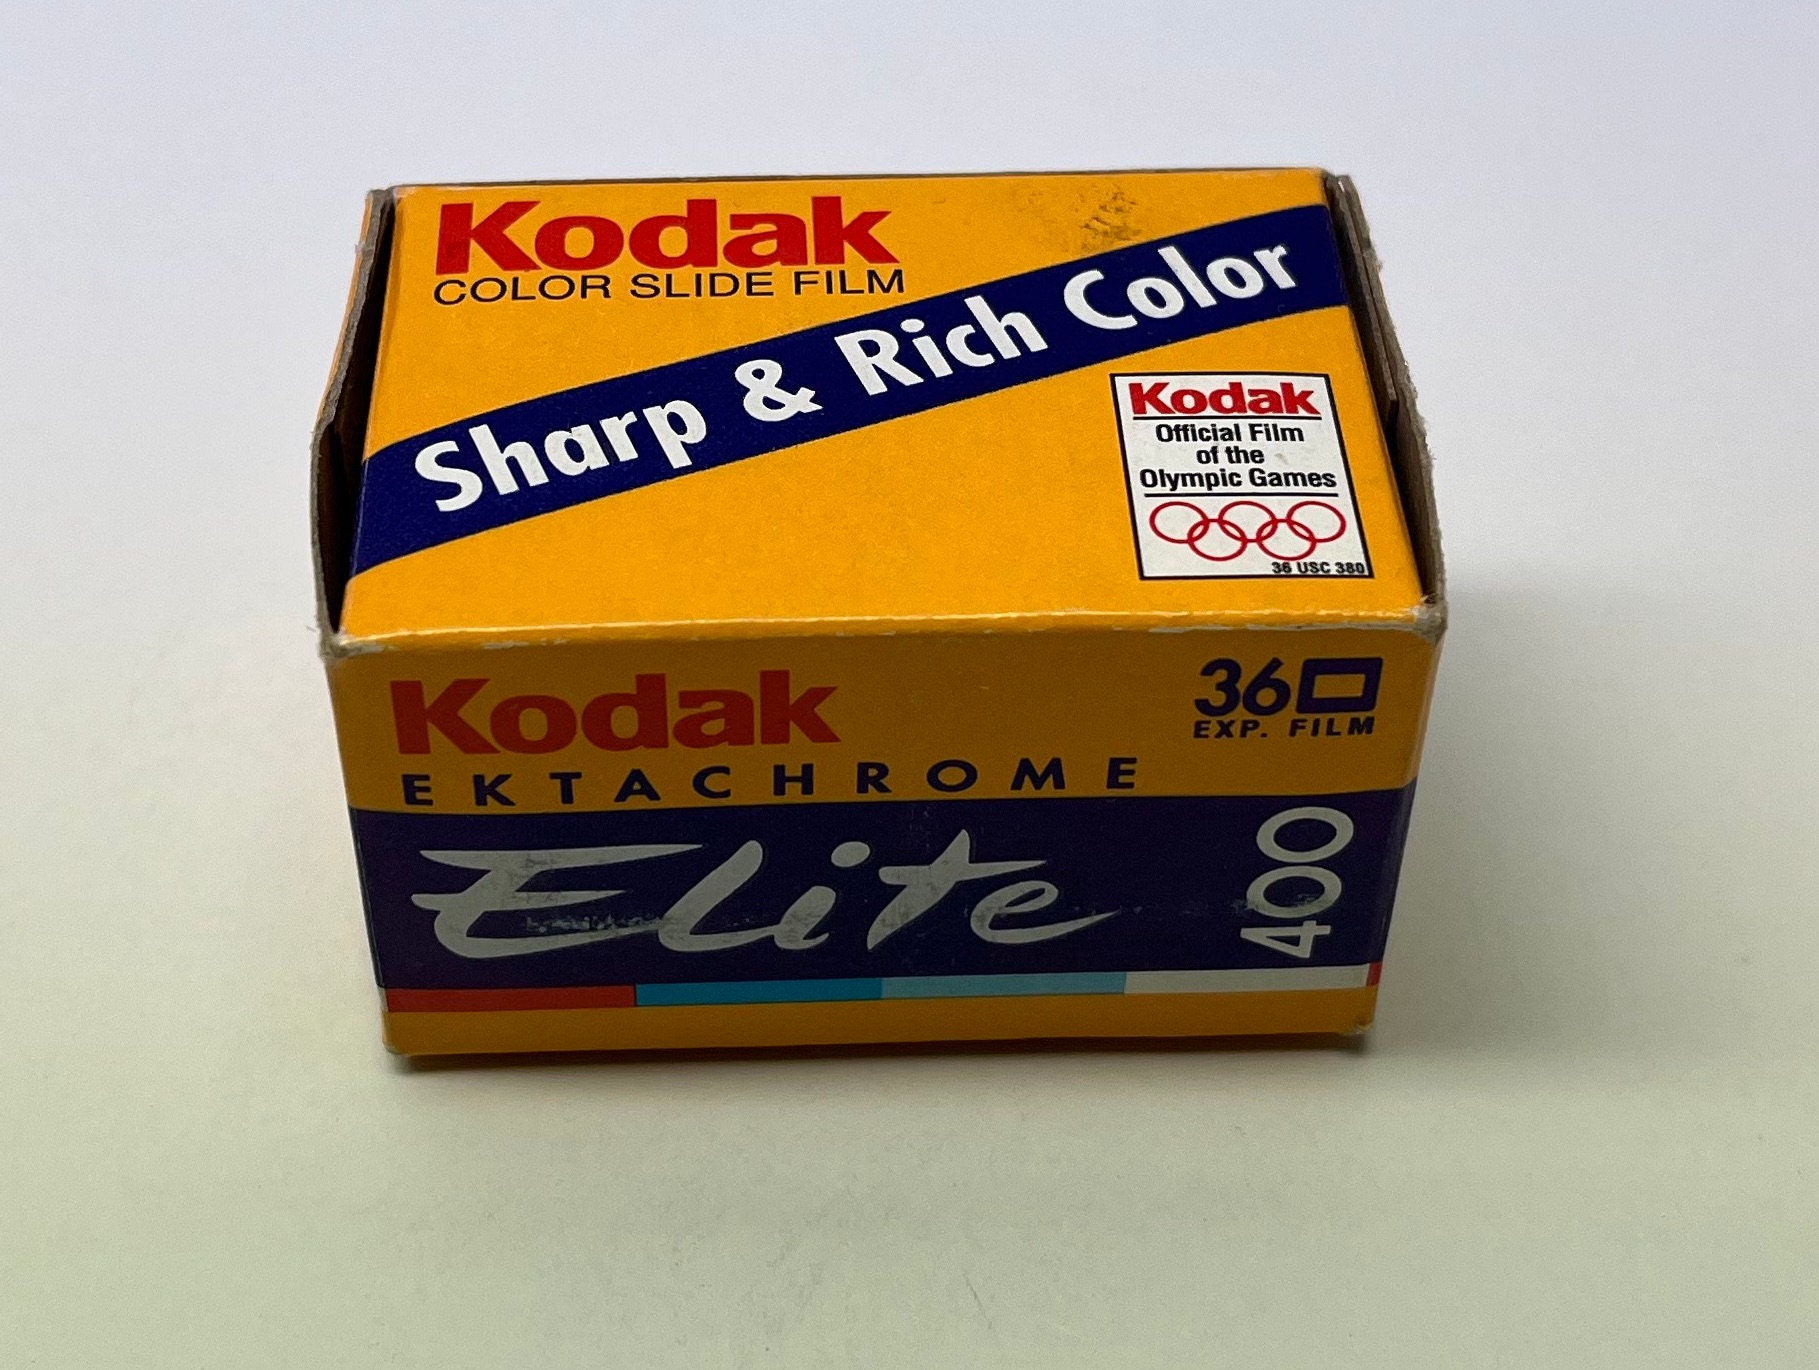 Kodak
COLOR SLIDE FILM
Sharp & Rich Color
Kodak
Official Film
of the
Olympic Games
36 USC 380
Kodak
EKTACHROME
36
EXP. FILM
Elite
400